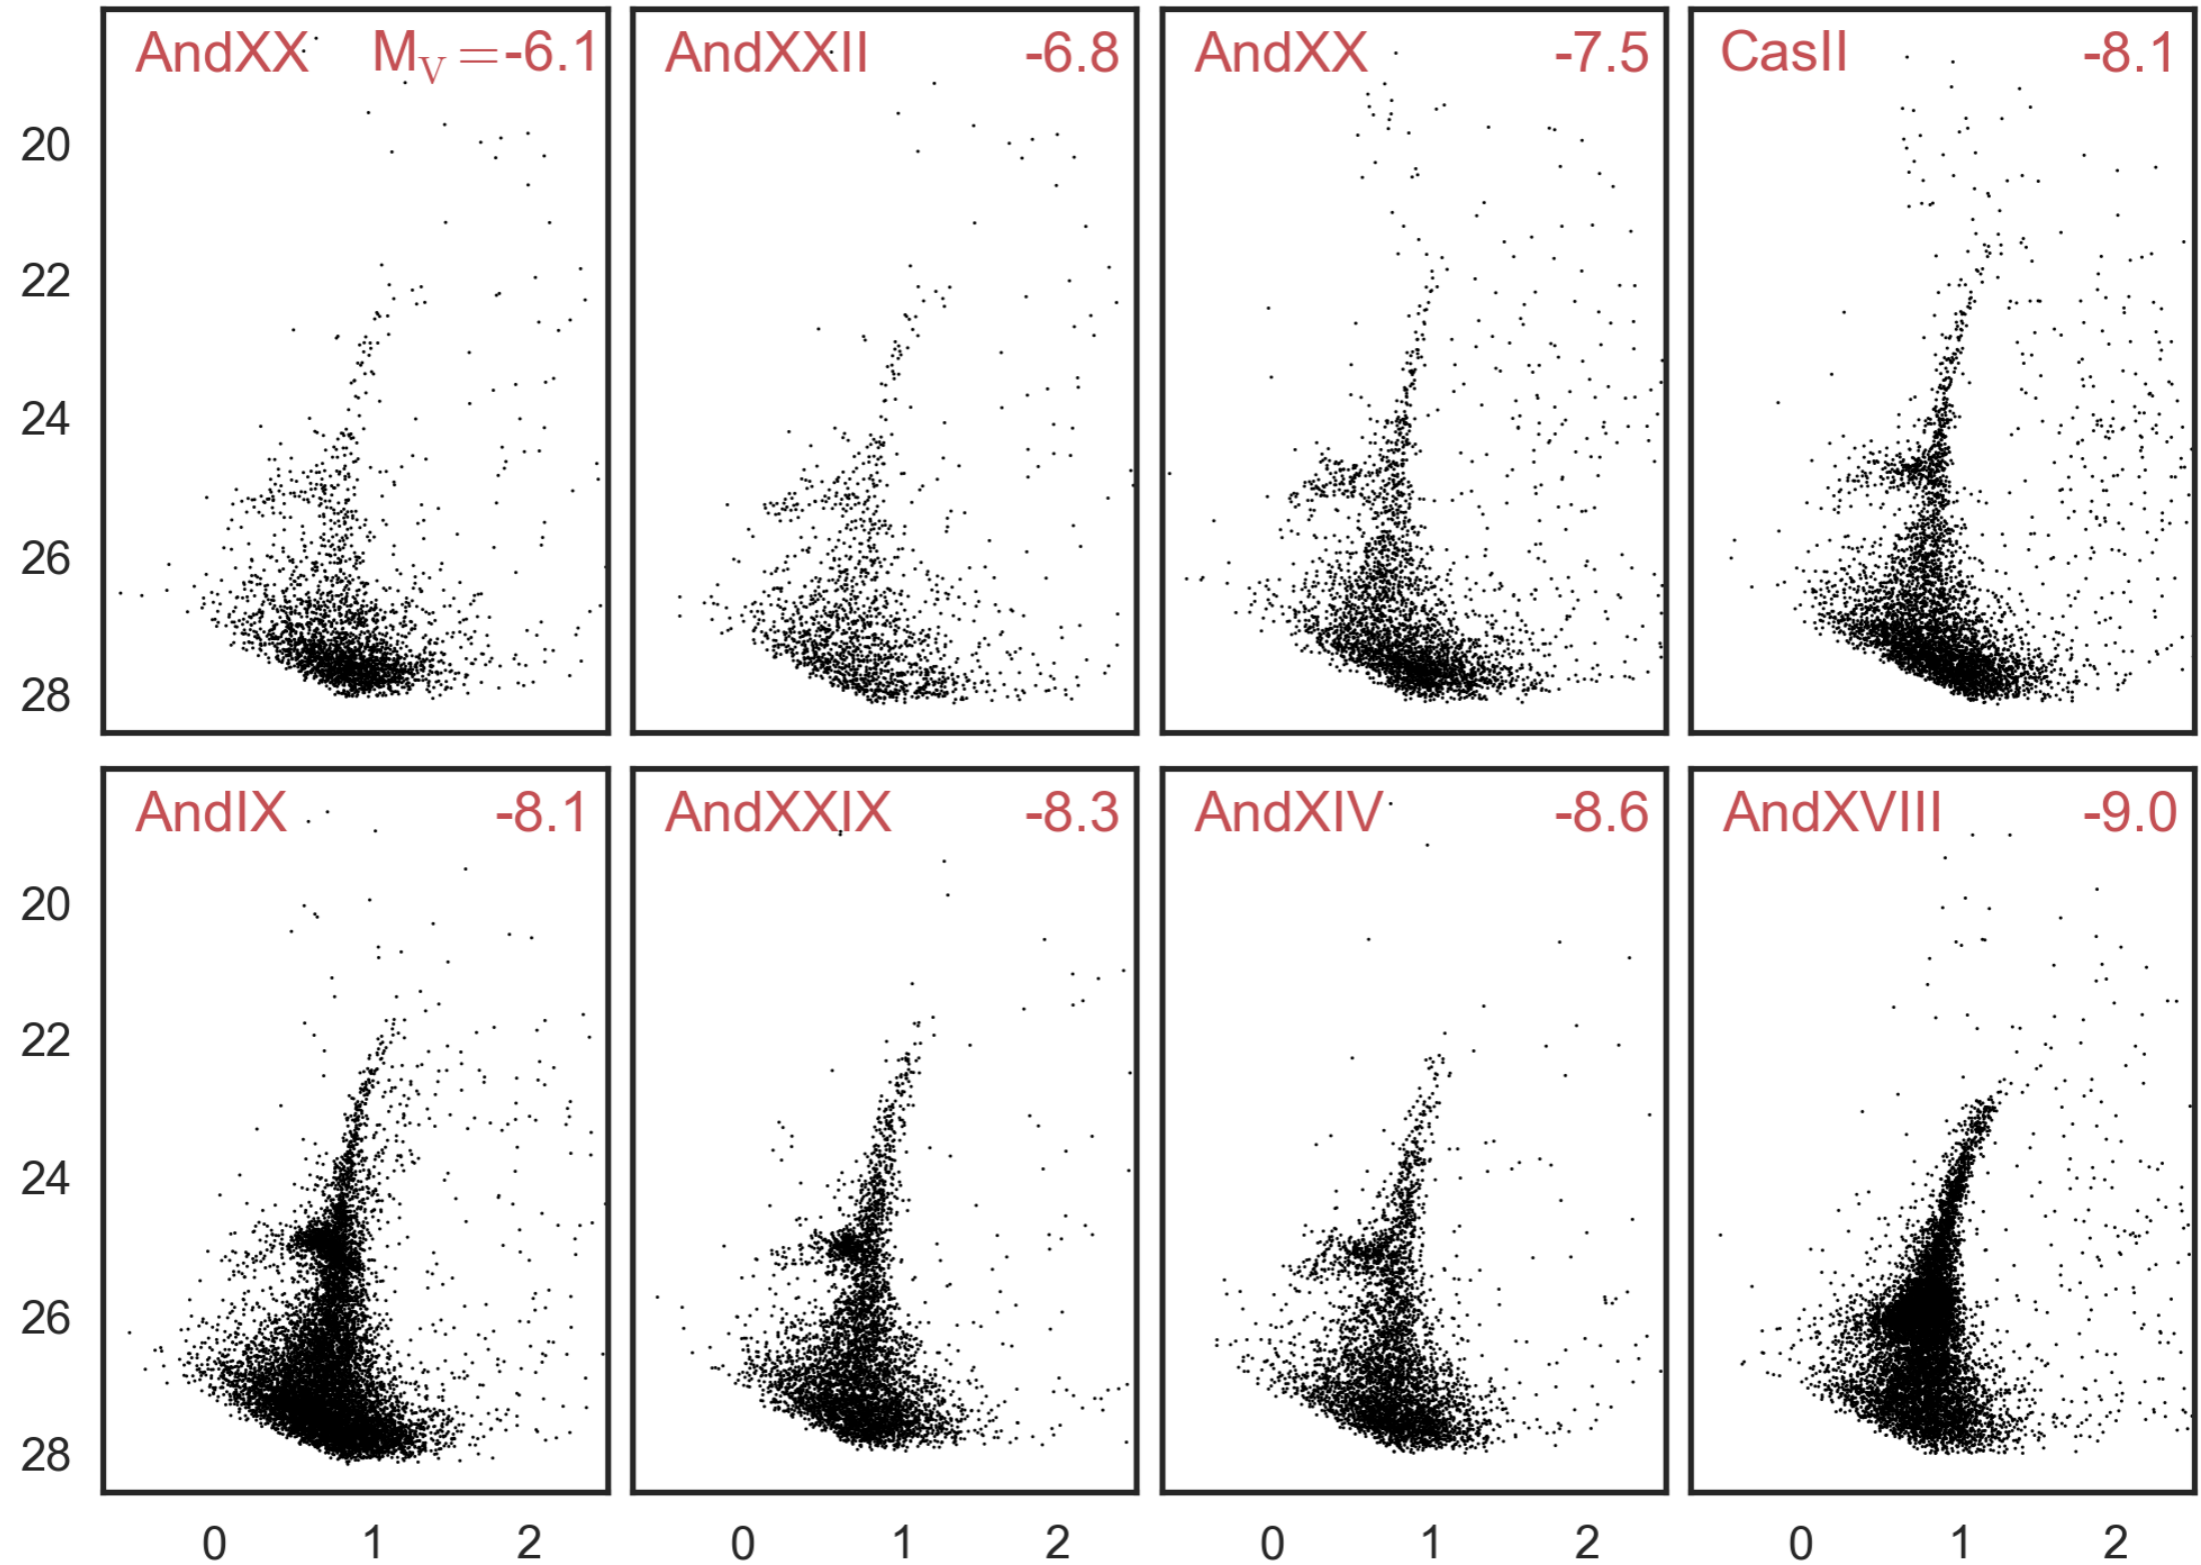 AndXX M_V = -6.1
AndXXII -6.8
AndXX -7.5
CasII -8.1
20
22
24
26
28
AndIX -8.1
AndXXIX -8.3
AndXIV -8.6
AndXVIII -9.0
20
22
24
26
28
0 1 2
0 1 2
0 1 2
0 1 2